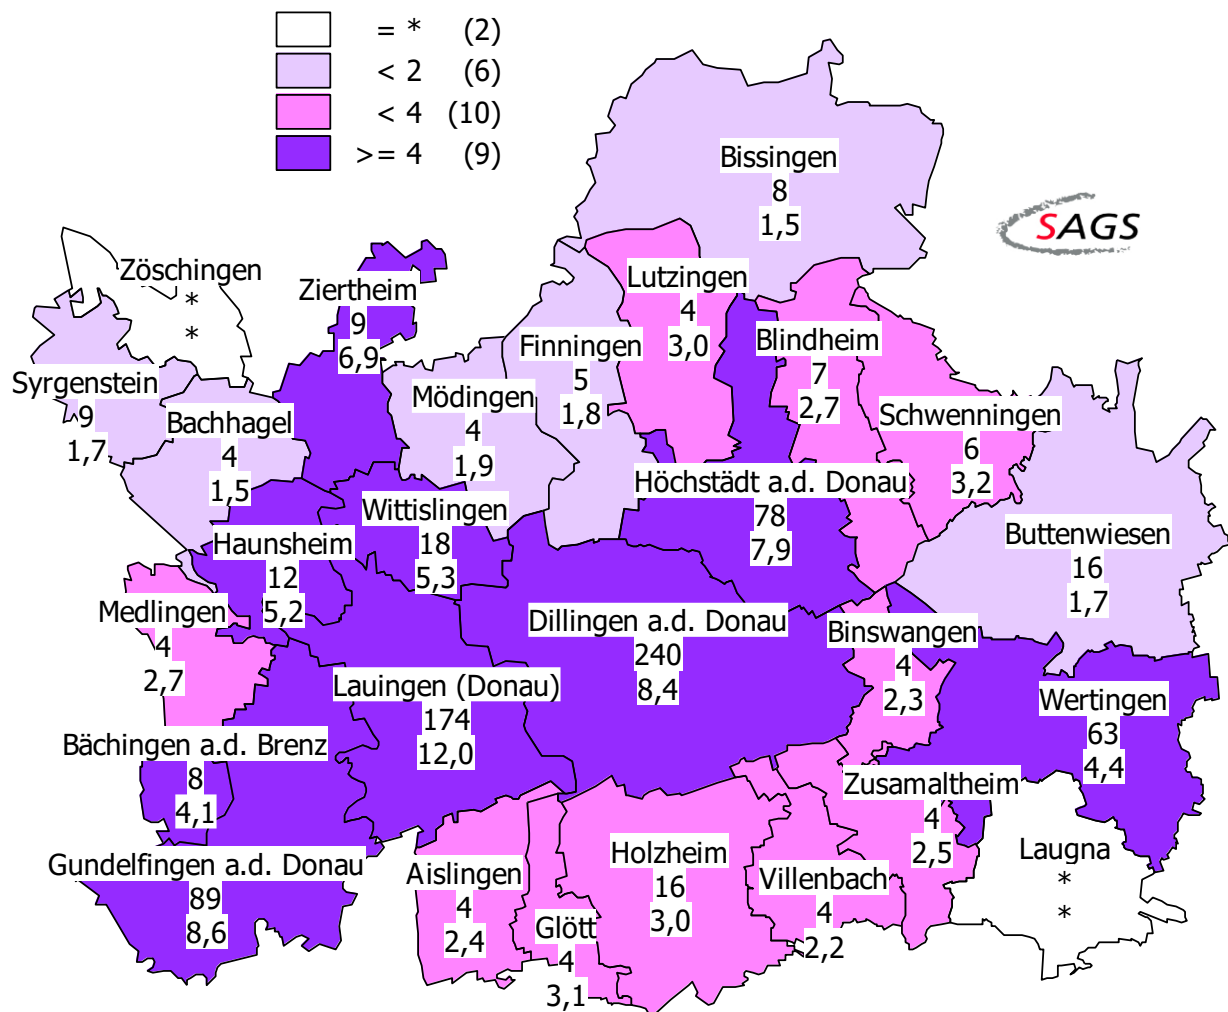 = * (2)
< 2 (6)
< 4 (10)
>= 4 (9)
Bissingen
8
1,5
SAGS
Zöschingen
*
*
Ziertheim
9
6,9
Lutzingen
4
3,0
Finningen
5
1,8
Blindheim
7
2,7
Syrgenstein
9
1,7
Bachhagel
4
1,5
Mödingen
4
1,9
Schwenningen
6
3,2
Höchstädt a.d. Donau
78
7,9
Wittislingen
18
5,3
Haunsheim
12
5,2
Buttenwiesen
16
1,7
Medlingen
4
2,7
Dillingen a.d. Donau
240
8,4
Binswangen
4
2,3
Lauingen (Donau)
174
12,0
Wertingen
63
4,4
Bächingen a.d. Brenz
8
4,1
Zusamaltheim
4
2,5
Gundelfingen a.d. Donau
89
8,6
Aislingen
4
2,4
Holzheim
16
3,0
Villenbach
4
2,2
Laugna
*
*
Glött
4
3,1